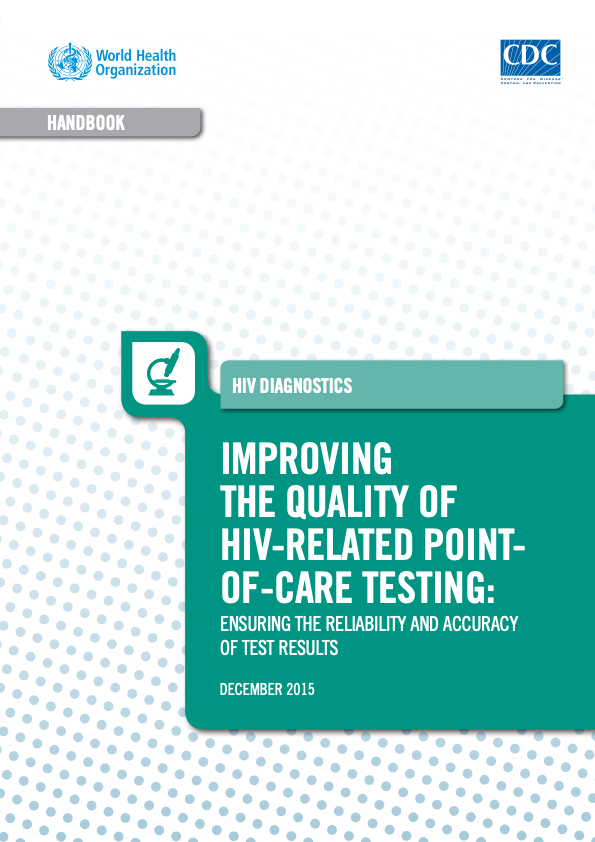 World Health
Organization
CDC
CENTERS FOR DISEASE
CONTROL AND PREVENTION
HANDBOOK
HIV DIAGNOSTICS
IMPROVING
THE QUALITY OF
HIV-RELATED POINT-
OF-CARE TESTING:
ENSURING THE RELIABILITY AND ACCURACY
OF TEST RESULTS
DECEMBER 2015